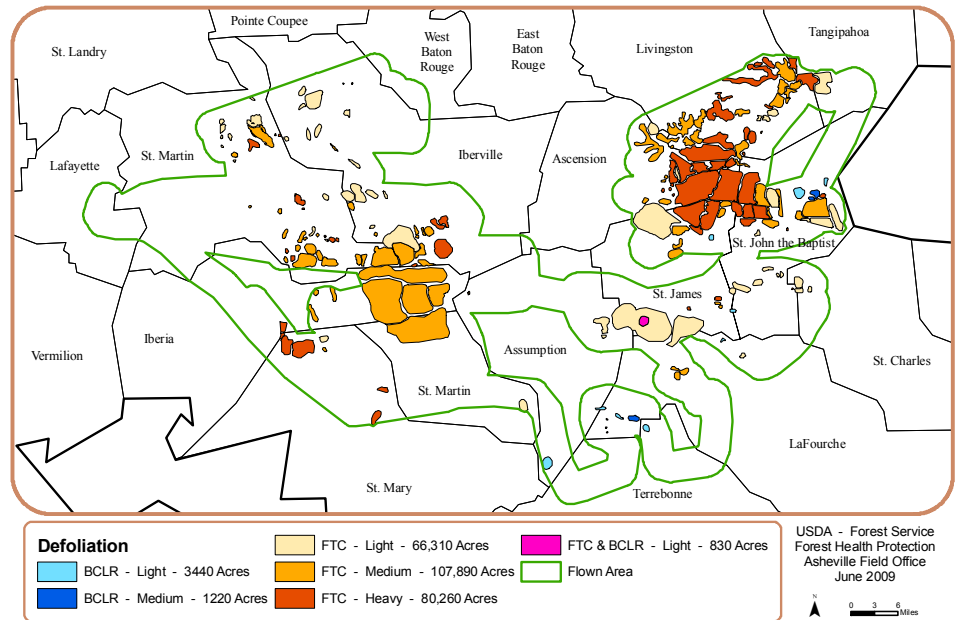 Pointe Coupee
Tangipahoa
St. Landry
West
Baton
Rouge
East
Baton
Rouge
Livingston
Lafayette
St. Martin
Iberville
Ascension
St. John the Baptist
St. James
Vermilion
Iberia
Assumption
St. Charles
St. Martin
LaFourche
St. Mary
Terrebonne
Defoliation
BCLR - Light - 3440 Acres
BCLR - Medium - 1220 Acres
FTC - Light - 66,310 Acres
FTC - Medium - 107,890 Acres
FTC - Heavy - 80,260 Acres
FTC & BCLR - Light - 830 Acres
Flown Area
USDA - Forest Service
Forest Health Protection
Asheville Field Office
June 2009
N
0 3 6
Miles